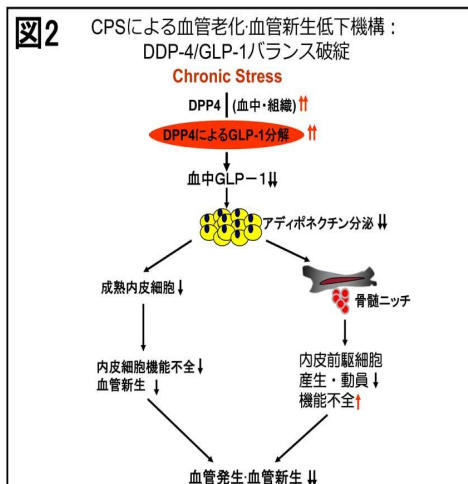 図2
CPSによる血管老化·血管新生低下機構：
DDP-4/GLP-1バランス破綻
Chronic Stress
DPP4 (血中・組織)⇈
DPP4によるGLP-1分解 ⇈
血中GLP－1⇊
アディポネクチン分泌⇊
成熟内皮細胞↓
骨髄ニッチ
内皮細胞機能不全↓
血管新生 ↓
内皮前駆細胞
産生・動員↓
機能不全↑
血管発生·血管新生⇊